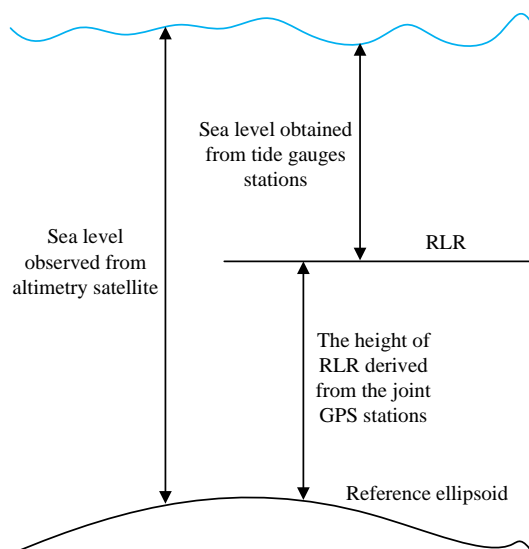 Sea level obtained
from tide gauges
stations
Sea level
observed from
altimetry satellite
RLR
The height of
RLR derived
from the joint
GPS stations
Reference ellipsoid